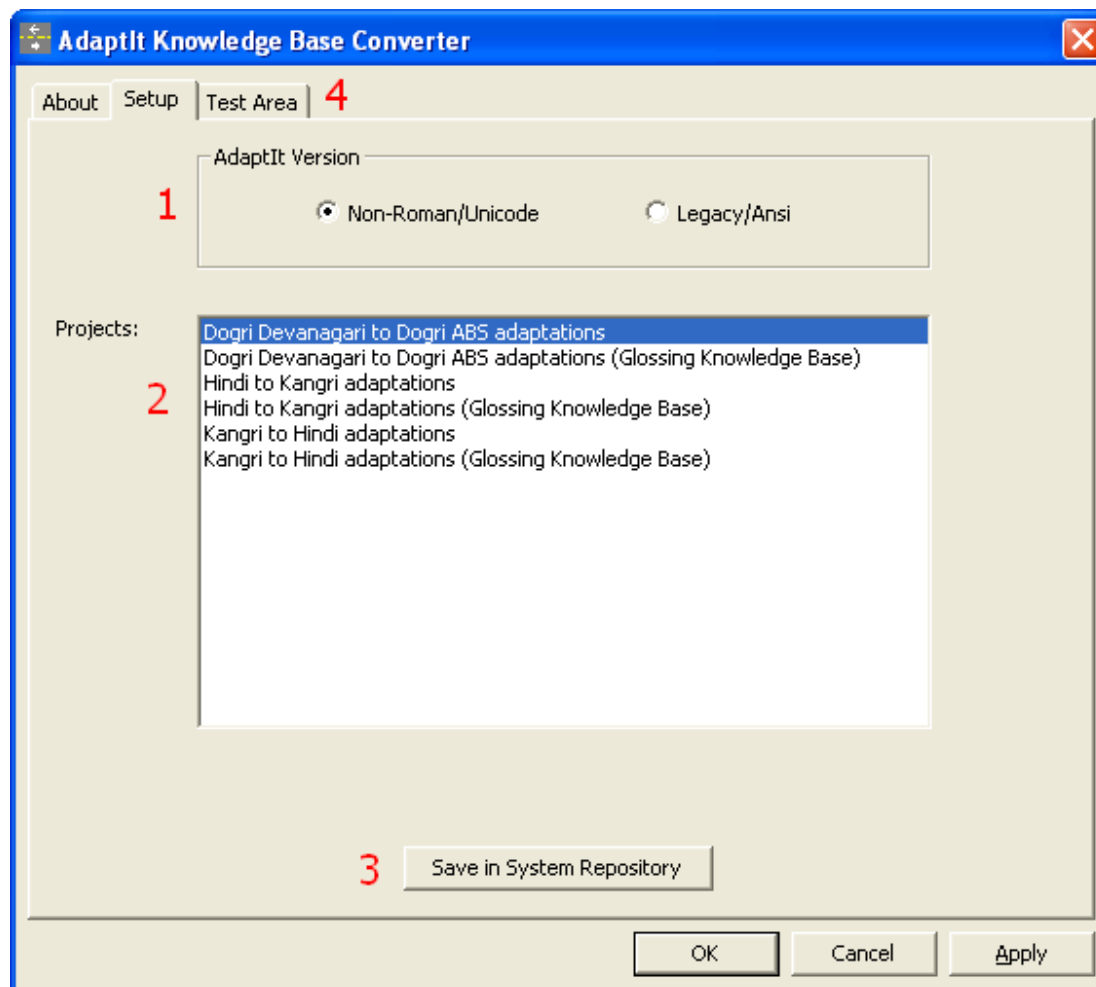 AdaptIt Knowledge Base Converter
About Setup Test Area 4
AdaptIt Version
1 Non-Roman/Unicode Legacy/Ansi
Projects:
Dogri Devanagari to Dogri ABS adaptations
Dogri Devanagari to Dogri ABS adaptations (Glossing Knowledge Base)
Hindi to Kangri adaptations
2 Hindi to Kangri adaptations (Glossing Knowledge Base)
Kangri to Hindi adaptations
Kangri to Hindi adaptations (Glossing Knowledge Base)
3 Save in System Repository
OK Cancel Apply